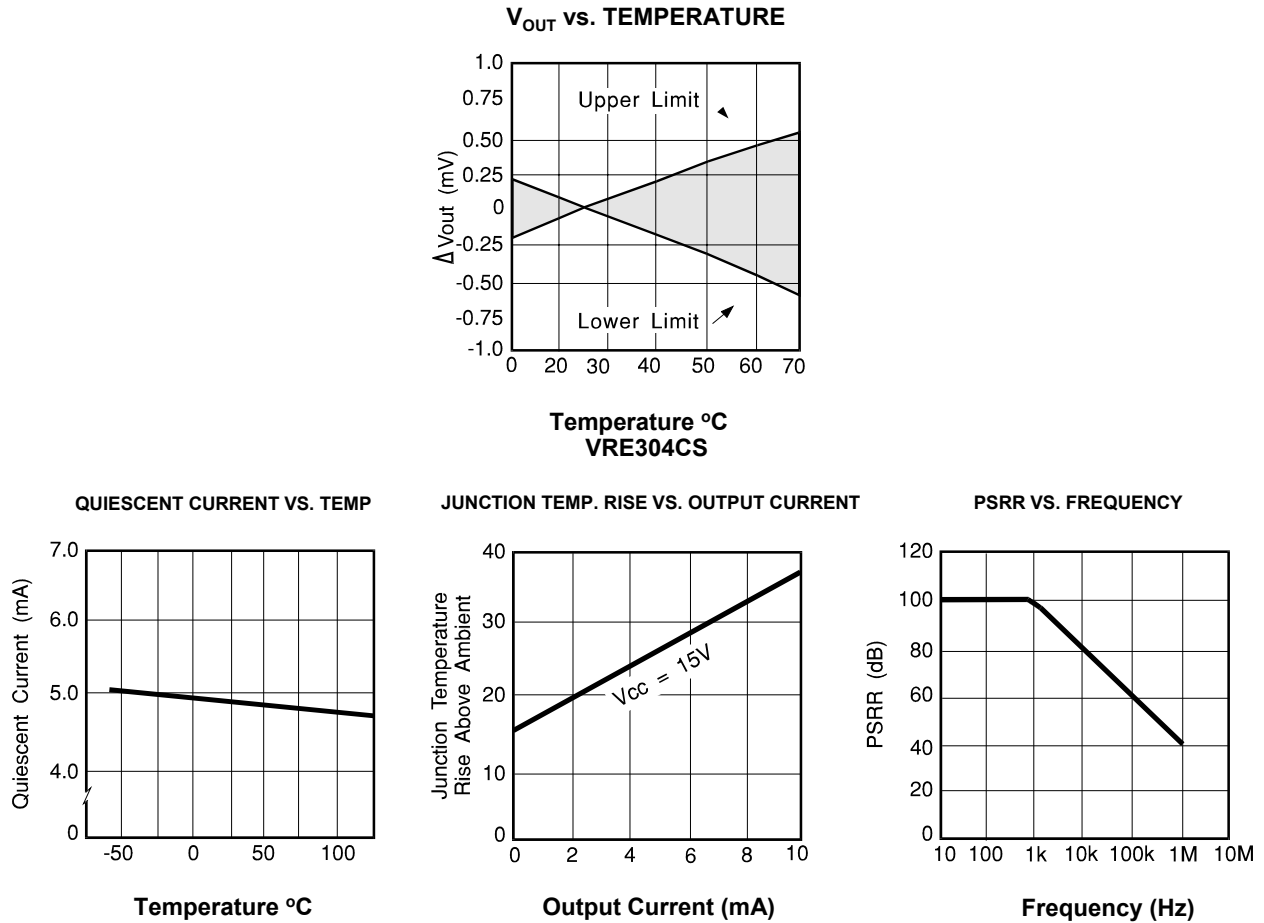 V_OUT vs. TEMPERATURE
Δ Vout (mV)
1.0
0.75
0.50
0.25
0
-0.25
-0.50
-0.75
-1.0
Upper Limit
Lower Limit
0 20 30 40 50 60 70
Temperature ºC
VRE304CS
QUIESCENT CURRENT VS. TEMP
Quiescent Current (mA)
7.0
6.0
5.0
4.0
0
-50 0 50 100
Temperature ºC
JUNCTION TEMP. RISE VS. OUTPUT CURRENT
Junction Temperature
Rise Above Ambient
40
30
20
10
0
Vcc = 15V
0 2 4 6 8 10
Output Current (mA)
PSRR VS. FREQUENCY
PSRR (dB)
120
100
80
60
40
20
0
10 100 1k 10k 100k 1M 10M
Frequency (Hz)